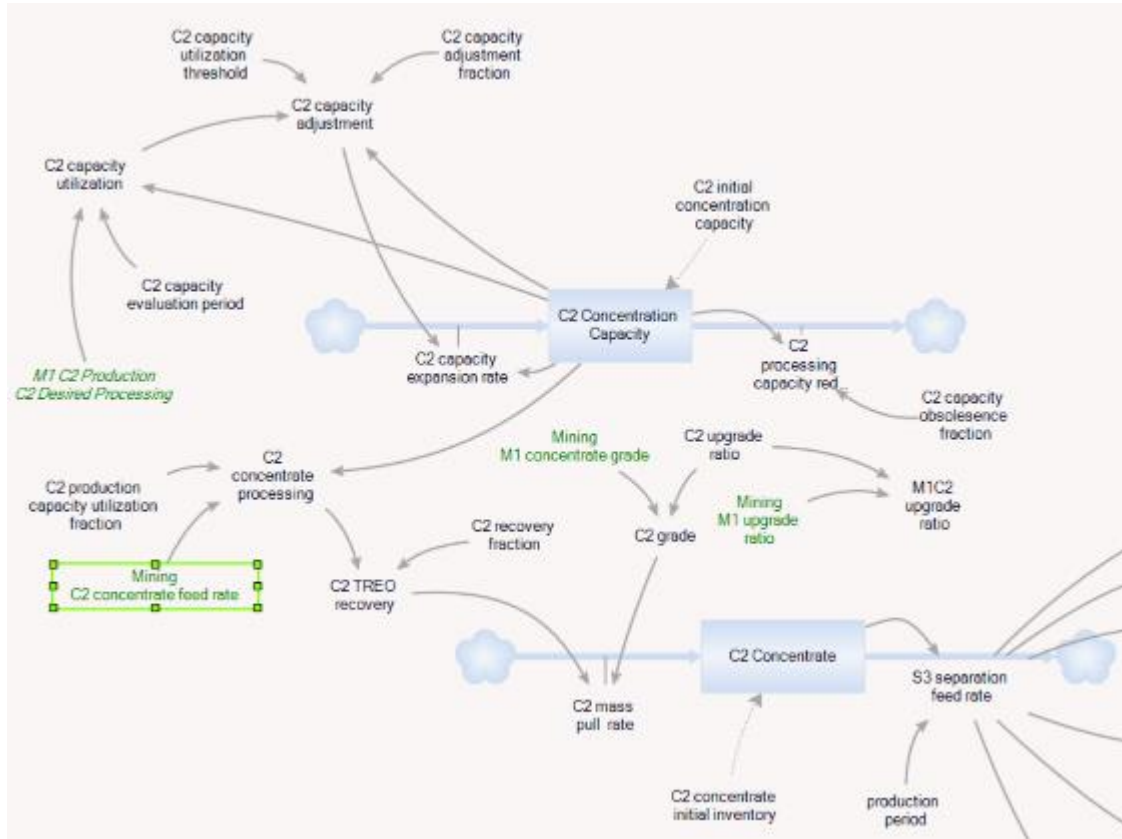 C2 capacity
utilization
threshold
C2 capacity
adjustment
fraction
C2 capacity
adjustment
C2 capacity
utilization
C2 initial
concentration
capacity
C2 capacity
evaluation period
C2 Concentration
Capacity
C2 capacity
expansion rate
C2
processing
capacity red
M1 C2 Production
C2 Desired Processing
C2 capacity
obsolesence
fraction
Mining
M1 concentrate grade
C2 upgrade
ratio
C2
concentrate
processing
C2 production
capacity utilization
fraction
M1C2
upgrade
ratio
Mining
M1 upgrade
ratio
C2 recovery
fraction
C2 grade
Mining
C2 concentrate feed rate
C2 TREO
recovery
C2 Concentrate
S3 separation
feed rate
C2 mass
pull rate
C2 concentrate
initial inventory
production
period